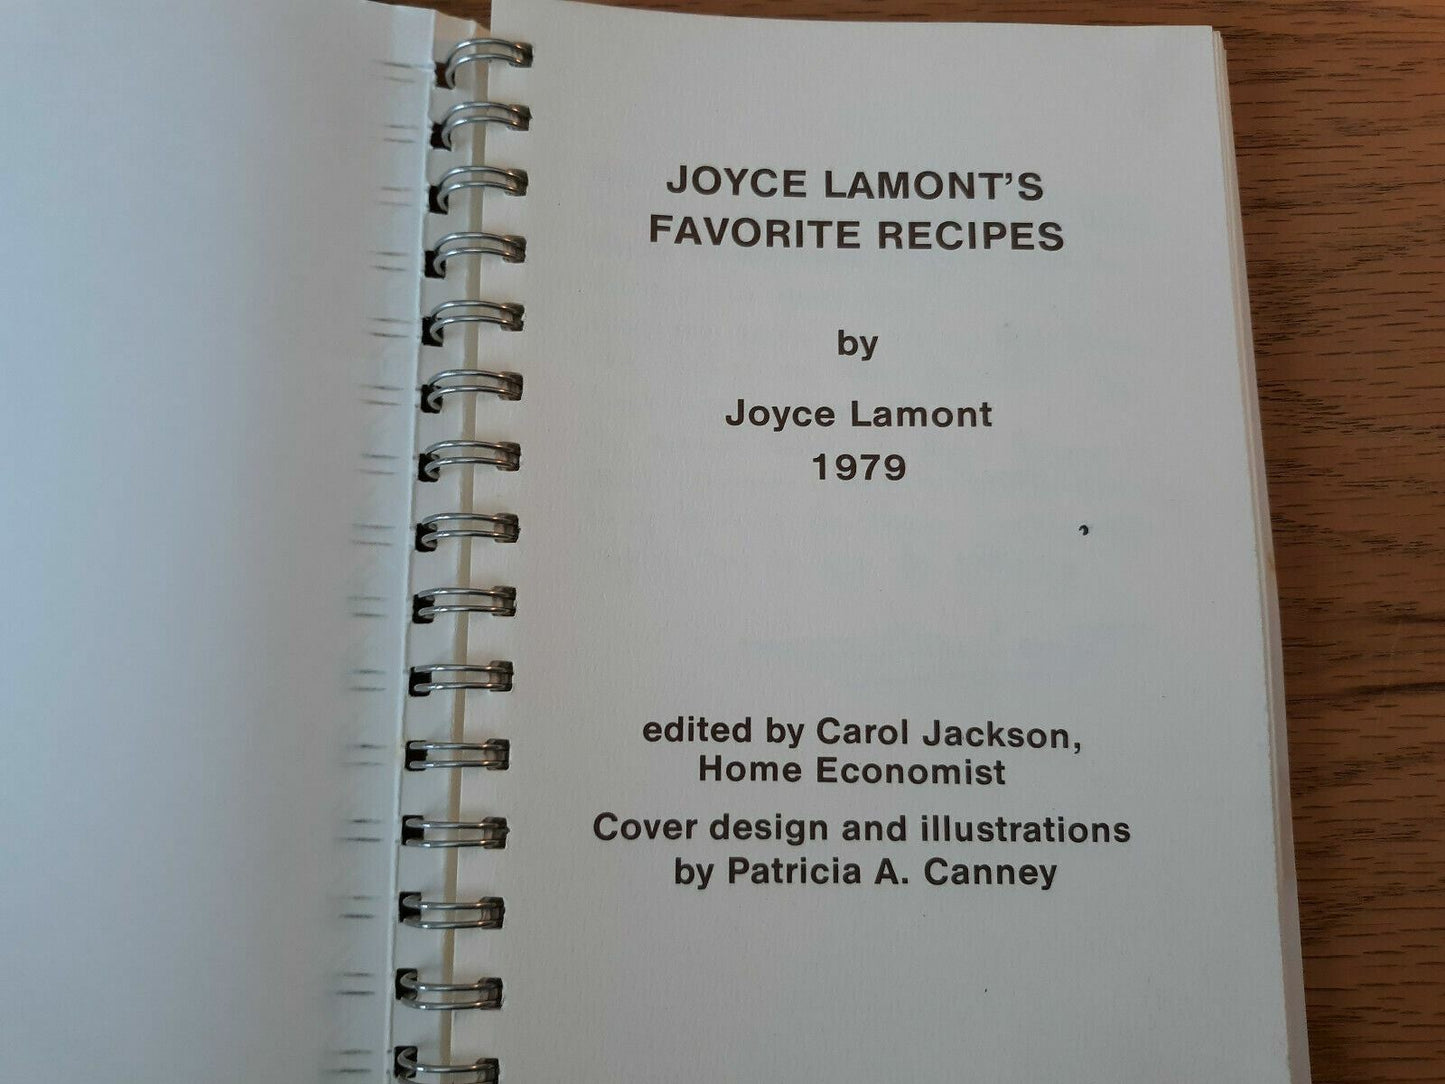 JOYCE LAMONT'S
FAVORITE RECIPES
by
Joyce Lamont
1979
edited by Carol Jackson,
Home Economist
Cover design and illustrations
by Patricia A. Canney